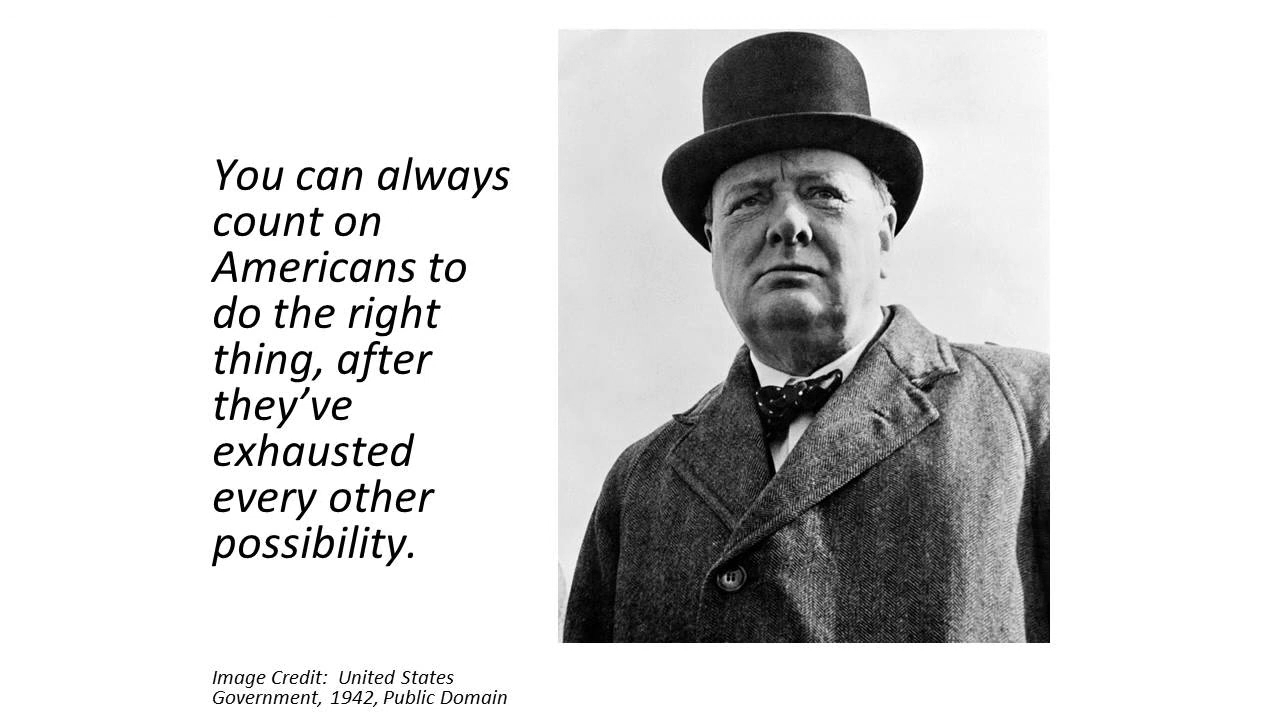 You can always
count on
Americans to
do the right
thing, after
they’ve
exhausted
every other
possibility.
Image Credit:  United States
Government, 1942, Public Domain